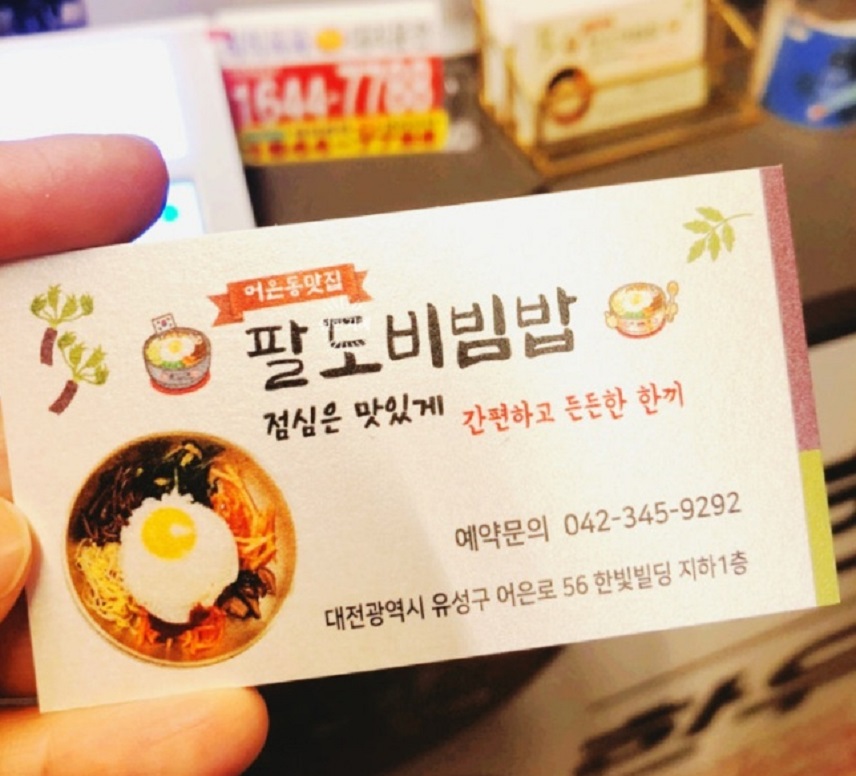 1644-7788
어은동맛집
팔도비빔밥
점심은 맛있게 간편하고 든든한 한끼
예약문의 042-345-9292
대전광역시 유성구 어은로 56 한빛빌딩 지하1층